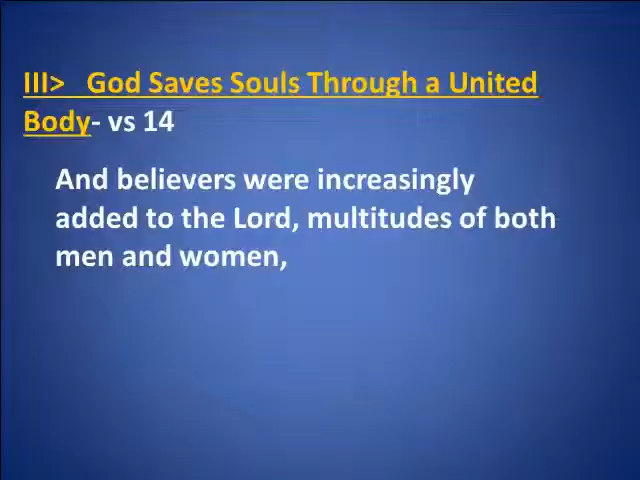 III> God Saves Souls Through a United
Body- vs 14
And believers were increasingly
added to the Lord, multitudes of both
men and women,